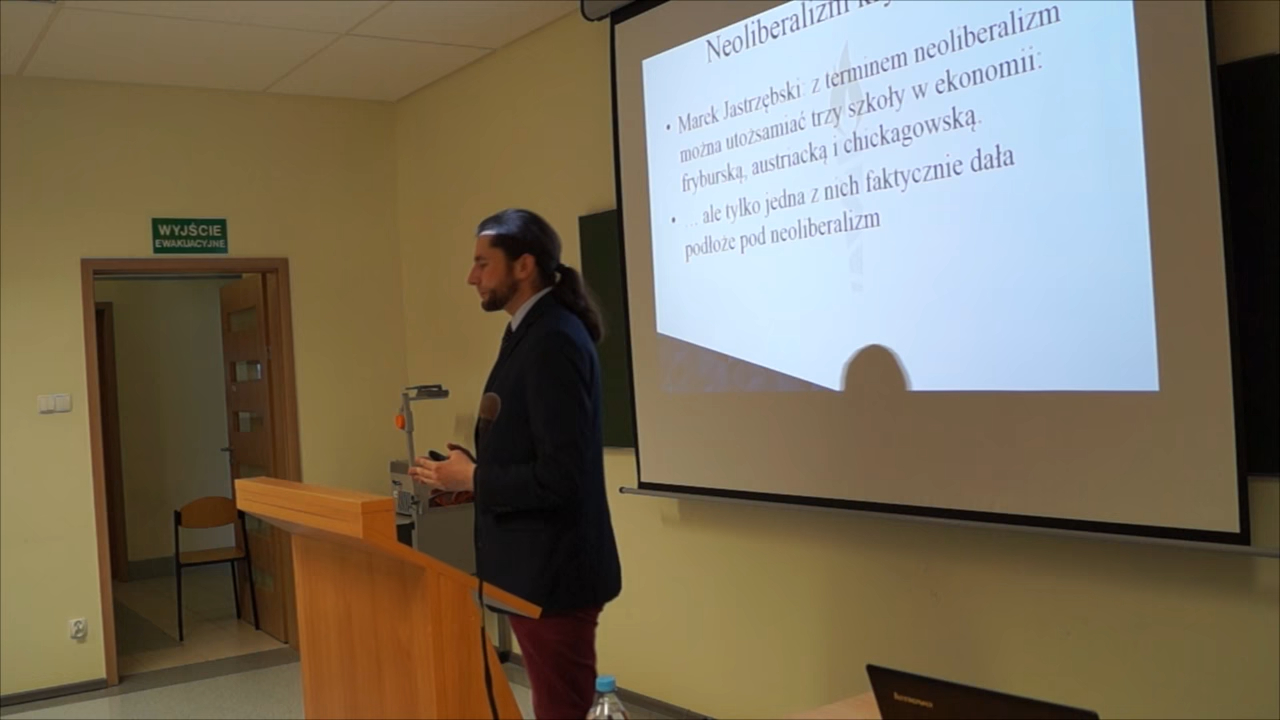 Neoliberalizm
• Marek Jastrzębski: z terminem neoliberalizm
można utożsamiać trzy szkoły w ekonomii:
fryburską, austriacką i chickagowską.
• … ale tylko jedna z nich faktycznie dała
podłoże pod neoliberalizm
WYJŚCIE
EWAKUACYJNE